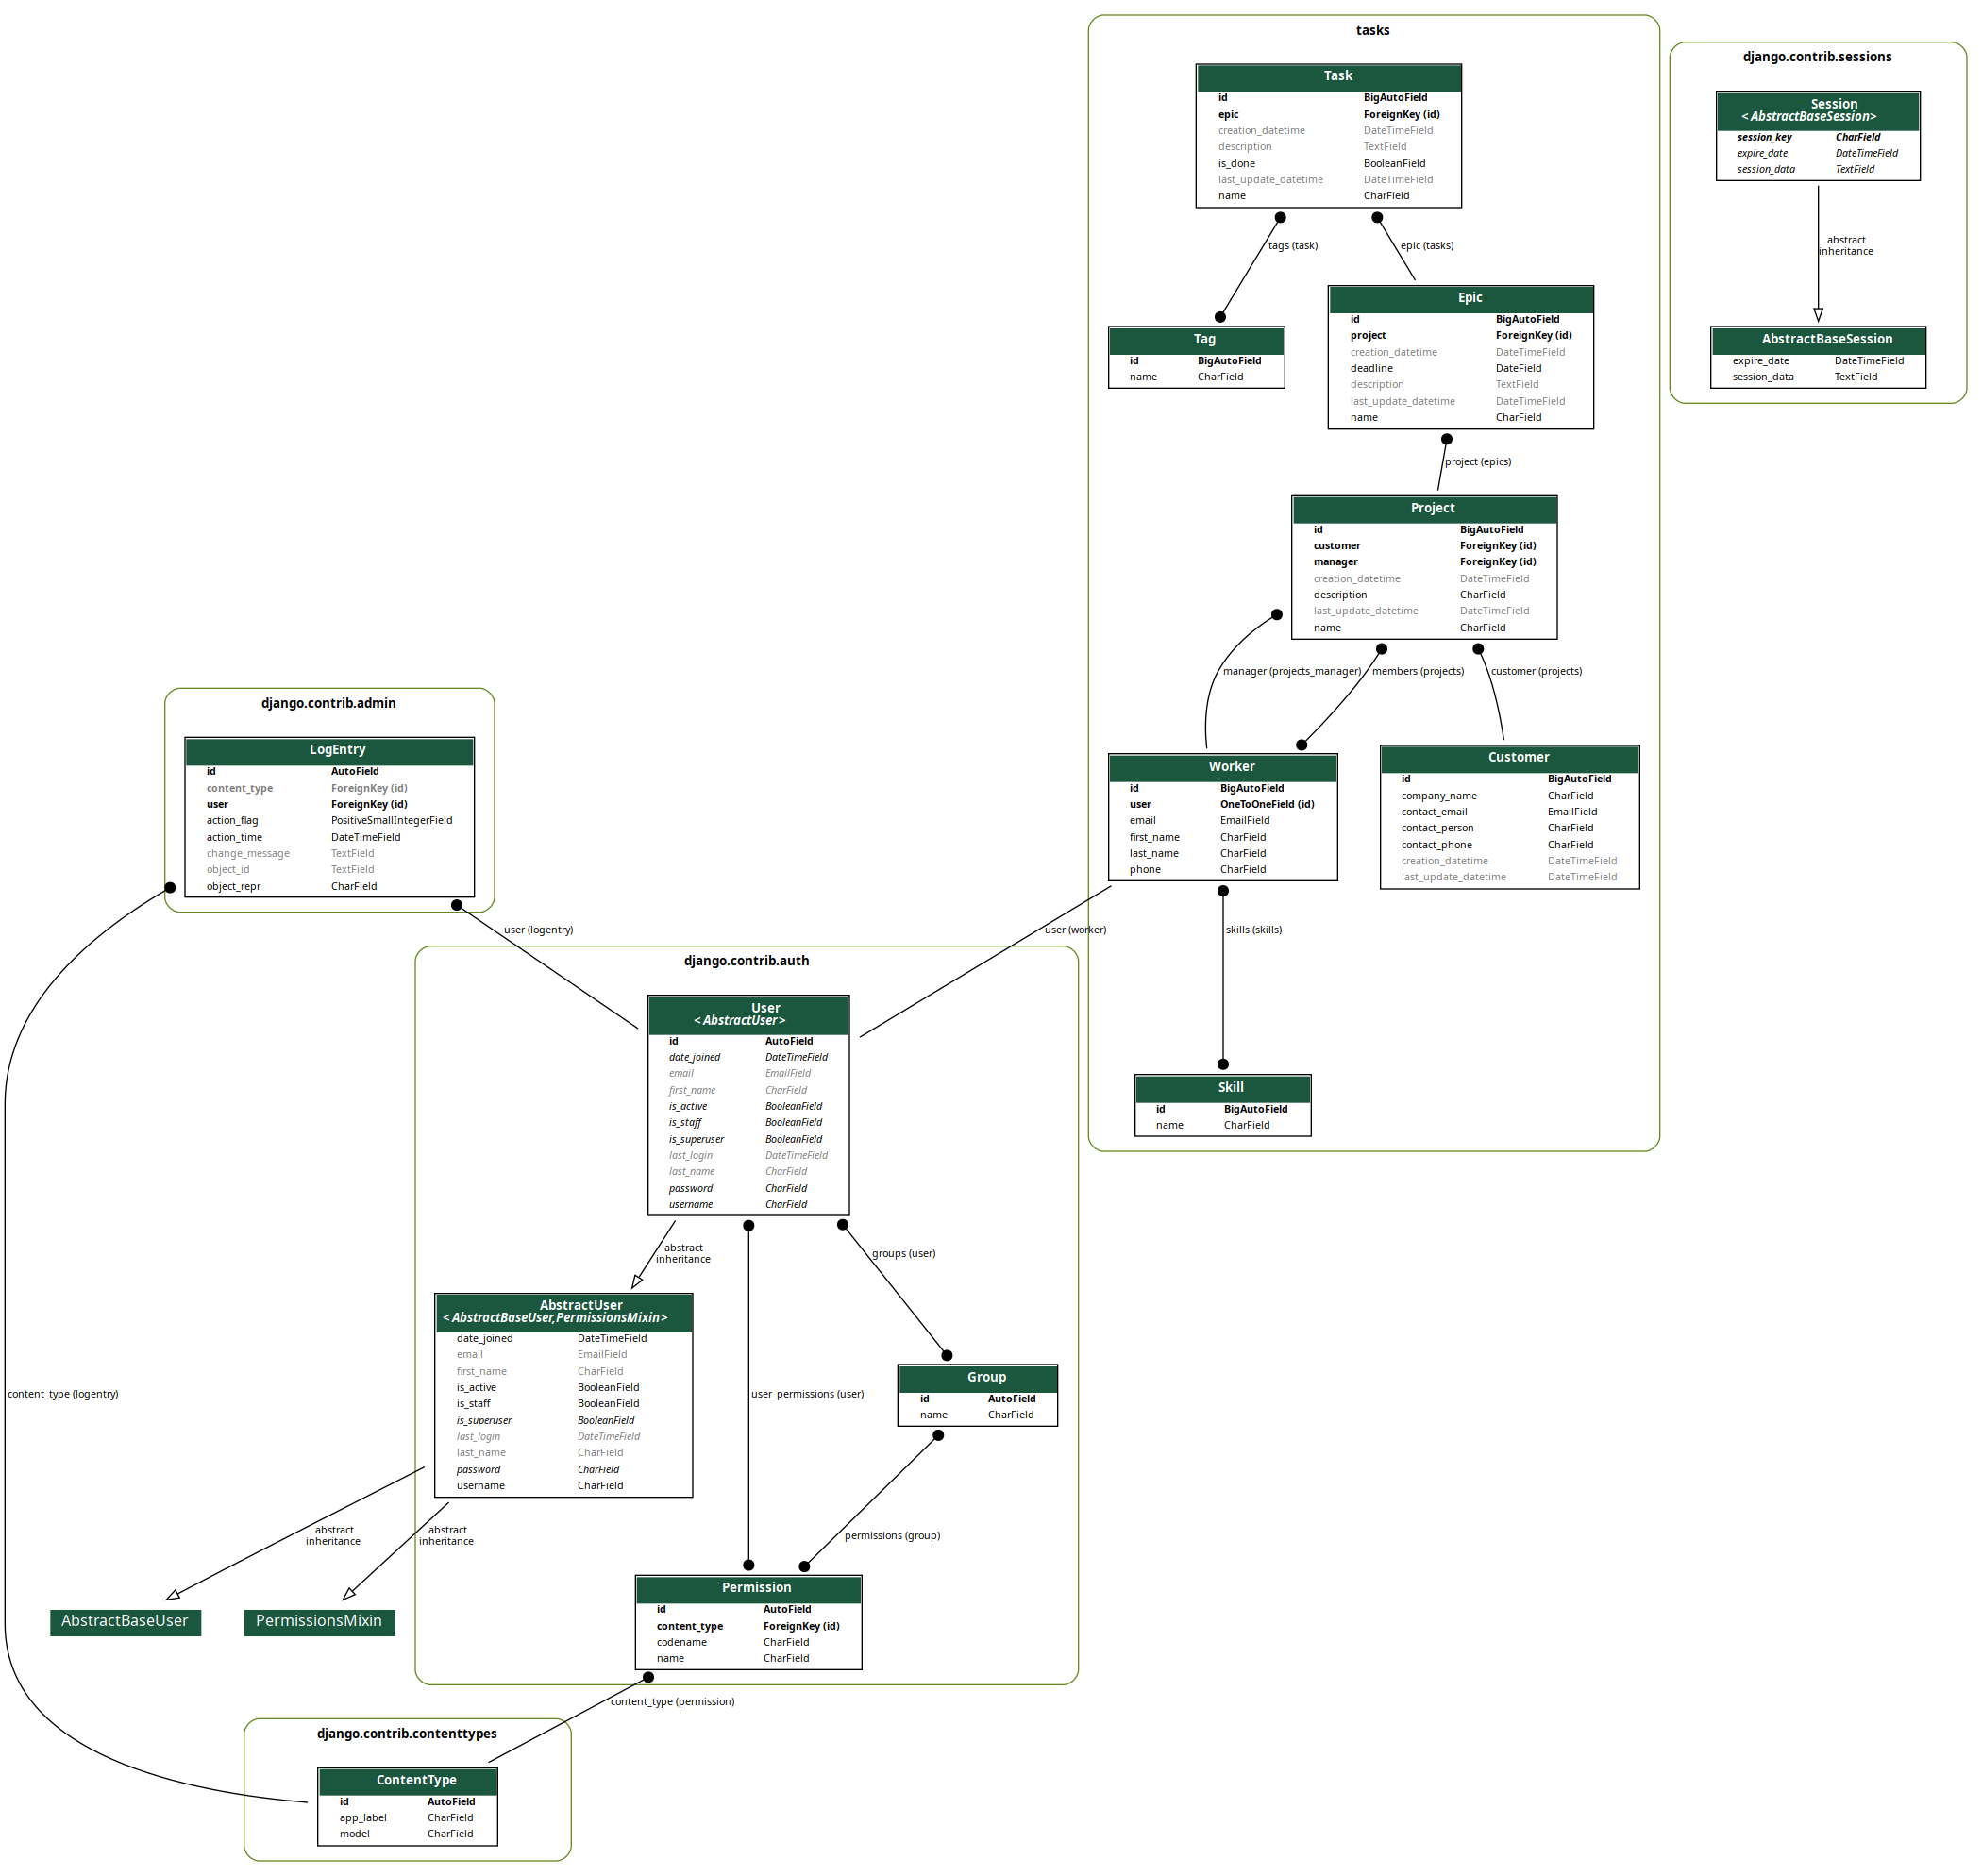 tasks
Task
id BigAutoField
epic ForeignKey (id)
creation_datetime DateTimeField
description TextField
is_done BooleanField
last_update_datetime DateTimeField
name CharField
tags (task)
epic (tasks)
Tag
id BigAutoField
name CharField
Epic
id BigAutoField
project ForeignKey (id)
creation_datetime DateTimeField
deadline DateField
description TextField
last_update_datetime DateTimeField
name CharField
project (epics)
Project
id BigAutoField
customer ForeignKey (id)
manager ForeignKey (id)
creation_datetime DateTimeField
description CharField
last_update_datetime DateTimeField
name CharField
manager (projects_manager)
members (projects)
customer (projects)
Worker
id BigAutoField
user OneToOneField (id)
email EmailField
first_name CharField
last_name CharField
phone CharField
Customer
id BigAutoField
company_name CharField
contact_email EmailField
contact_person CharField
contact_phone CharField
creation_datetime DateTimeField
last_update_datetime DateTimeField
user (worker)
skills (skills)
Skill
id BigAutoField
name CharField
django.contrib.sessions
Session
< AbstractBaseSession>
session_key CharField
expire_date DateTimeField
session_data TextField
abstract
inheritance
AbstractBaseSession
expire_date DateTimeField
session_data TextField
django.contrib.admin
LogEntry
id AutoField
content_type ForeignKey (id)
user ForeignKey (id)
action_flag PositiveSmallIntegerField
action_time DateTimeField
change_message TextField
object_id TextField
object_repr CharField
user (logentry)
content_type (logentry)
django.contrib.auth
User
< AbstractUser>
id AutoField
date_joined DateTimeField
email EmailField
first_name CharField
is_active BooleanField
is_staff BooleanField
is_superuser BooleanField
last_login DateTimeField
last_name CharField
password CharField
username CharField
abstract
inheritance
groups (user)
user_permissions (user)
AbstractUser
< AbstractBaseUser,PermissionsMixin>
date_joined DateTimeField
email EmailField
first_name CharField
is_active BooleanField
is_staff BooleanField
is_superuser BooleanField
last_login DateTimeField
last_name CharField
password CharField
username CharField
Group
id AutoField
name CharField
permissions (group)
abstract
inheritance
abstract
inheritance
AbstractBaseUser
PermissionsMixin
Permission
id AutoField
content_type ForeignKey (id)
codename CharField
name CharField
content_type (permission)
django.contrib.contenttypes
ContentType
id AutoField
app_label CharField
model CharField